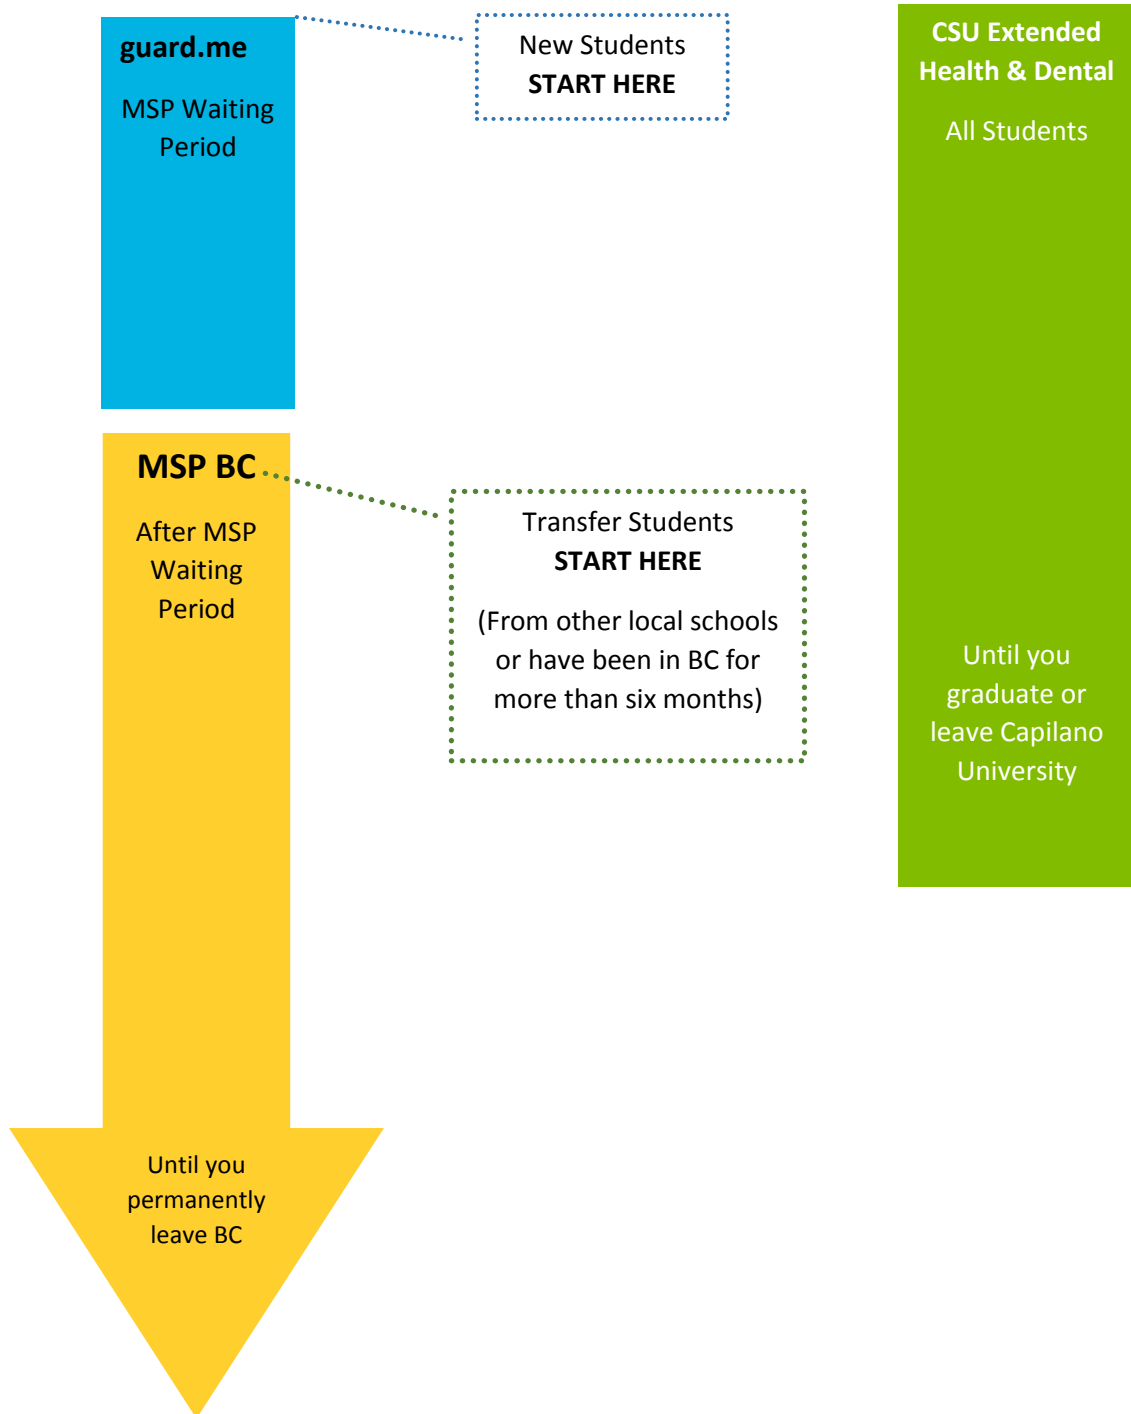 guard.me
MSP Waiting
Period
New Students
START HERE
CSU Extended
Health & Dental
All Students
MSP BC
After MSP
Waiting
Period
Transfer Students
START HERE
(From other local schools
or have been in BC for
more than six months)
Until you
graduate or
leave Capilano
University
Until you
permanently
leave BC